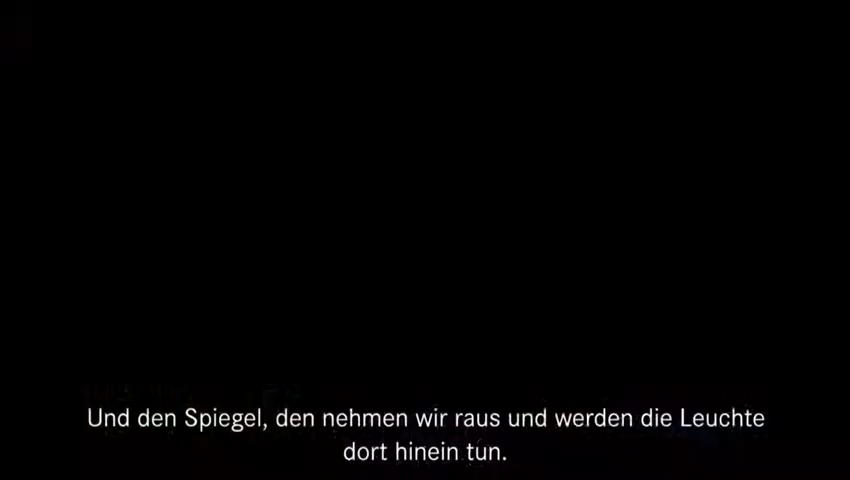 Und den Spiegel, den nehmen wir raus und werden die Leuchte
dort hinein tun.